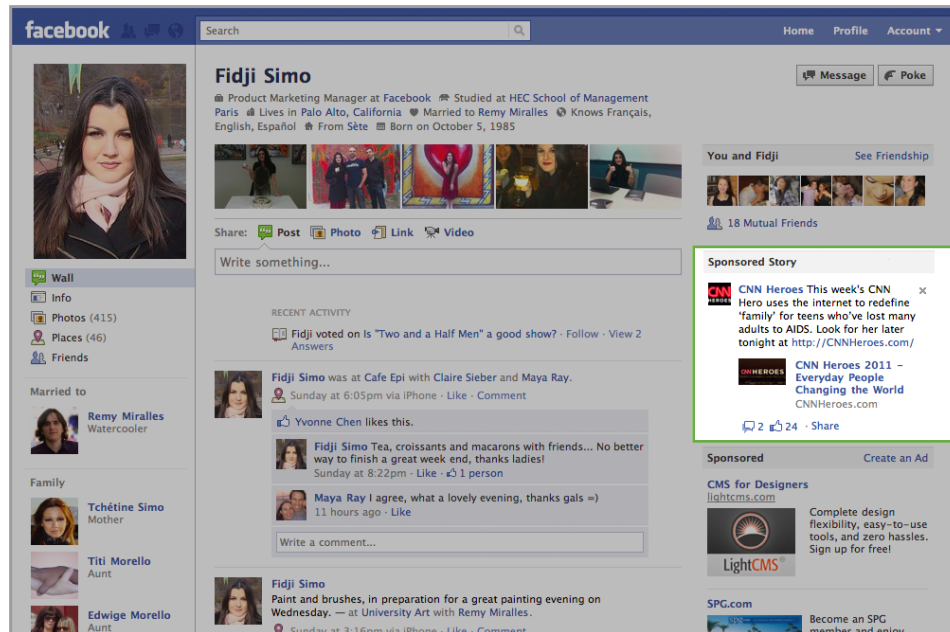 facebook
Search
Home Profile Account
Fidji Simo
Message
Poke
Product Marketing Manager at Facebook Studied at HEC School of Management
Paris Lives in Palo Alto, California Married to Remy Miralles Knows Français,
English, Español From Sète Born on October 5, 1985
Share: Post Photo Link Video
Write something...
RECENT ACTIVITY
Fidji voted on Is "Two and a Half Men" a good show? · Follow · View 2
Answers
Fidji Simo was at Cafe Epi with Claire Sieber and Maya Ray.
Sunday at 6:05pm via iPhone · Like · Comment
Yvonne Chen likes this.
Fidji Simo Tea, croissants and macarons with friends... No better
way to finish a great week end, thanks ladies!
Sunday at 8:22pm · Like · 1 person
Maya Ray I agree, what a lovely evening, thanks gals =)
11 hours ago · Like
Write a comment...
Fidji Simo
Paint and brushes, in preparation for a great painting evening on
Wednesday. — at University Art with Remy Miralles.
Sunday at 3:16pm via iPhone · Like · Comment
Wall
Info
Photos (415)
Places (46)
Friends
Married to
Remy Miralles
Watercooler
Family
Tchétine Simo
Mother
Titi Morello
Aunt
Edwige Morello
Aunt
You and Fidji See Friendship
18 Mutual Friends
Sponsored Story
CNN
HEROES
CNN Heroes This week's CNN
Hero uses the internet to redefine
'family' for teens who've lost many
adults to AIDS. Look for her later
tonight at http://CNNHeroes.com/
CNN HEROES
CNN Heroes 2011 –
Everyday People
Changing the World
CNNHeroes.com
2 24 · Share
Sponsored Create an Ad
CMS for Designers
lightcms.com
LightCMS
Complete design
flexibility, easy-to-use
tools, and zero hassles.
Sign up for free!
SPG.com
Become an SPG
member and enjoy